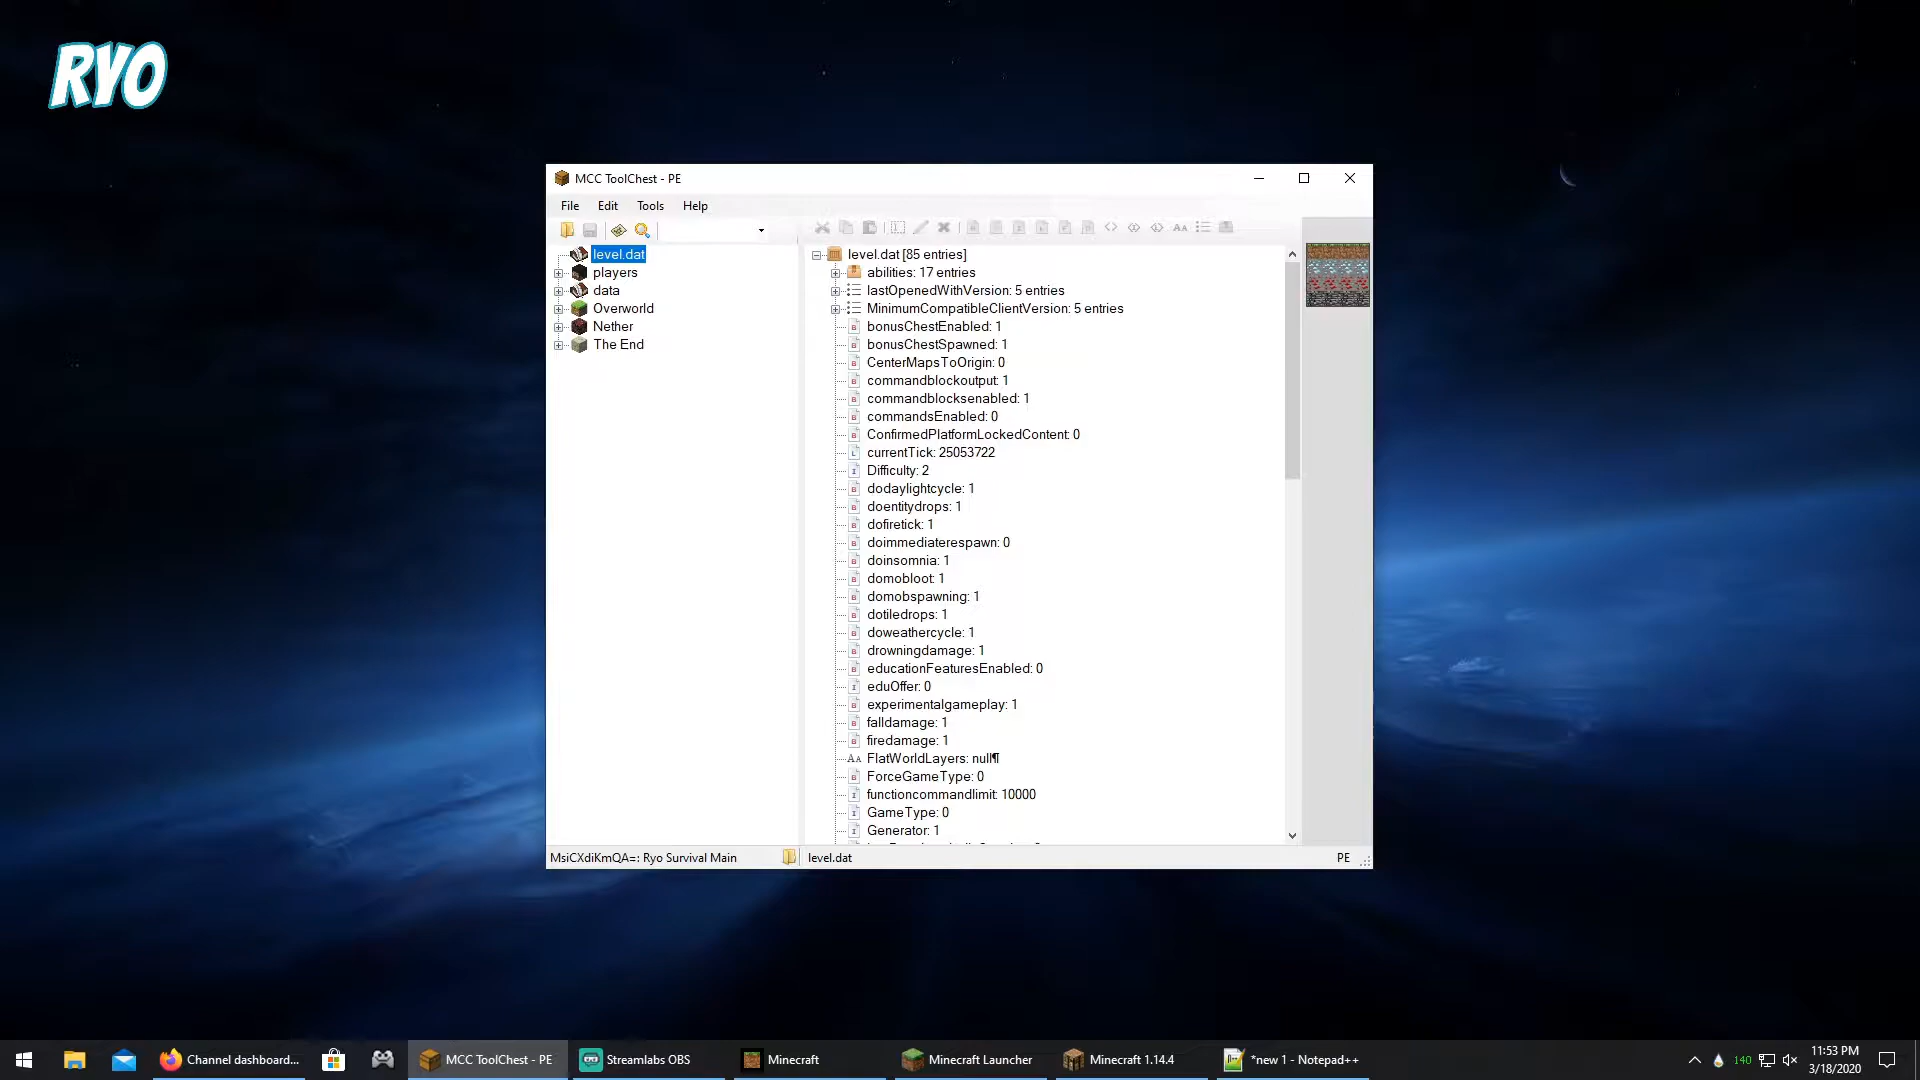 RYO
MCC ToolChest - PE
File Edit Tools Help
level.dat
players
data
Overworld
Nether
The End
level.dat [85 entries]
abilities: 17 entries
lastOpenedWithVersion: 5 entries
MinimumCompatibleClientVersion: 5 entries
bonusChestEnabled: 1
bonusChestSpawned: 1
CenterMapsToOrigin: 0
commandblockoutput: 1
commandblocksenabled: 1
commandsEnabled: 0
ConfirmedPlatformLockedContent: 0
currentTick: 25053722
Difficulty: 2
dodaylightcycle: 1
doentitydrops: 1
dofiretick: 1
doimmediaterespawn: 0
doinsomnia: 1
domobloot: 1
domobspawning: 1
dotiledrops: 1
doweathercycle: 1
drowningdamage: 1
educationFeaturesEnabled: 0
eduOffer: 0
experimentalgameplay: 1
falldamage: 1
firedamage: 1
FlatWorldLayers: null¶
ForceGameType: 0
functioncommandlimit: 10000
GameType: 0
Generator: 1
MsiCXdiKmQA=: Ryo Survival Main
level.dat
PE
Channel dashboard...
MCC ToolChest - PE
Streamlabs OBS
Minecraft
Minecraft Launcher
Minecraft 1.14.4
*new 1 - Notepad++
140
11:53 PM
3/18/2020